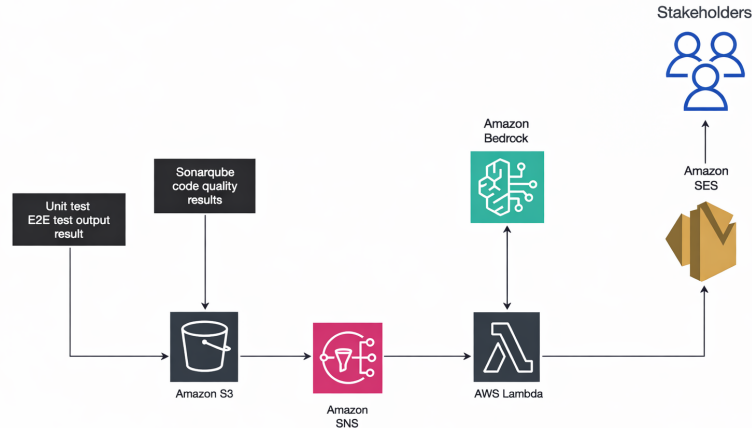 Stakeholders
Amazon
Bedrock
Sonarqube
code quality
results
Amazon
SES
Unit test
E2E test output
result
Amazon S3
AWS Lambda
Amazon
SNS